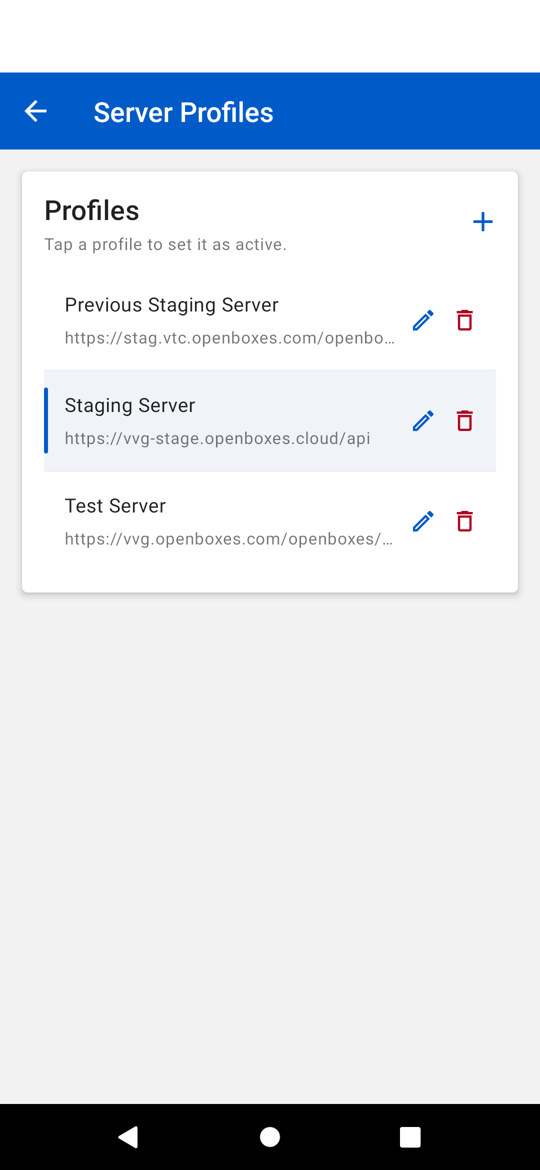 Server Profiles
Profiles
Tap a profile to set it as active.
Previous Staging Server
https://stag.vtc.openboxes.com/openbo…
Staging Server
https://vvg-stage.openboxes.cloud/api
Test Server
https://vvg.openboxes.com/openboxes/…